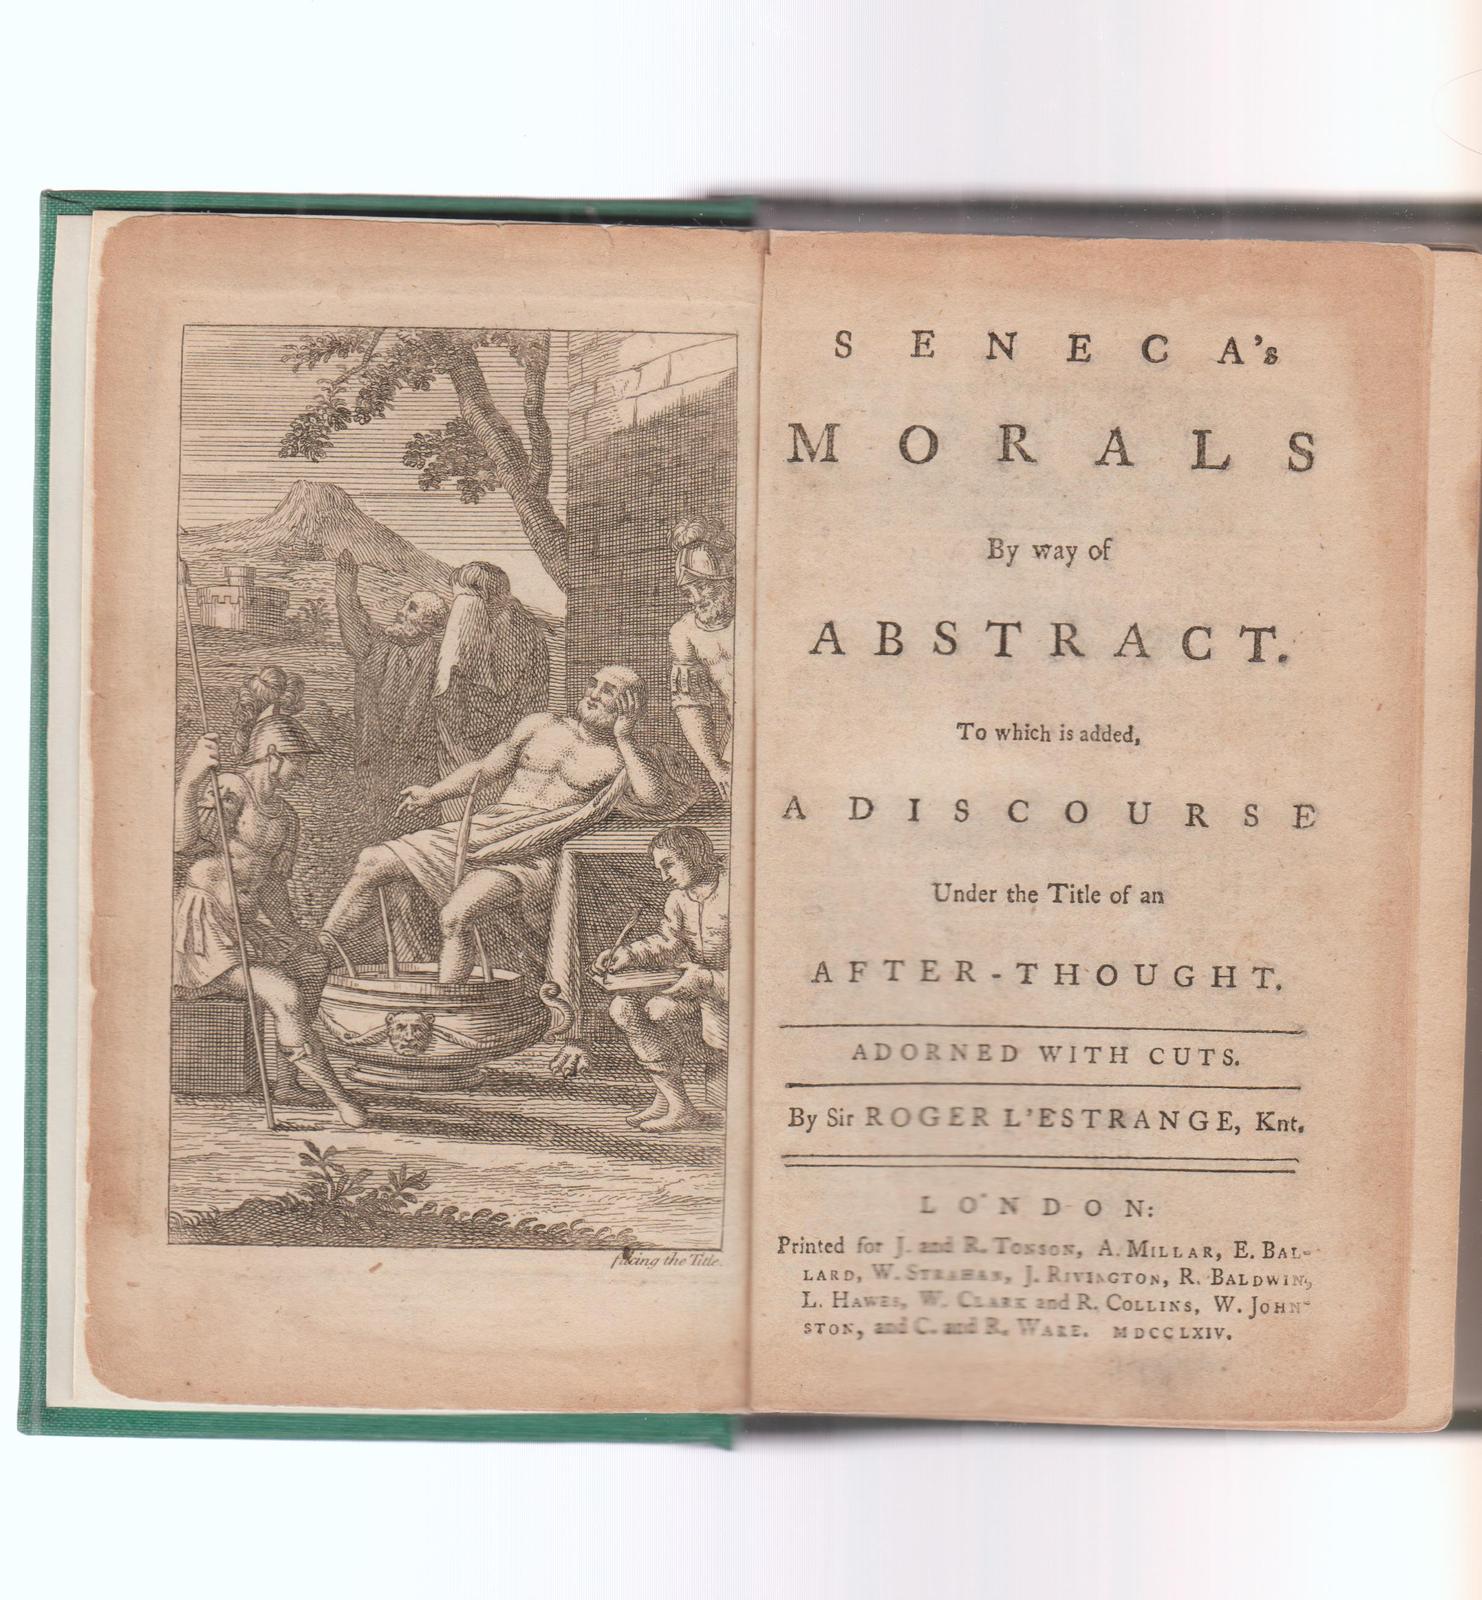 facing the Title.
SENECA's
MORALS
By way of
ABSTRACT.
To which is added,
A DISCOURSE
Under the Title of an
AFTER-THOUGHT.
ADORNED WITH CUTS.
By Sir ROGER L'ESTRANGE, Knt.
LONDON:
Printed for J. and R. TONSON, A. MILLAR, E. BAL-
LARD, W. STRAHAN, J. RIVINGTON, R. BALDWIN,
L. HAWES, W. CLARK and R. COLLINS, W. JOHN-
STON, and C. and R. WARE. MDCCLXIV.